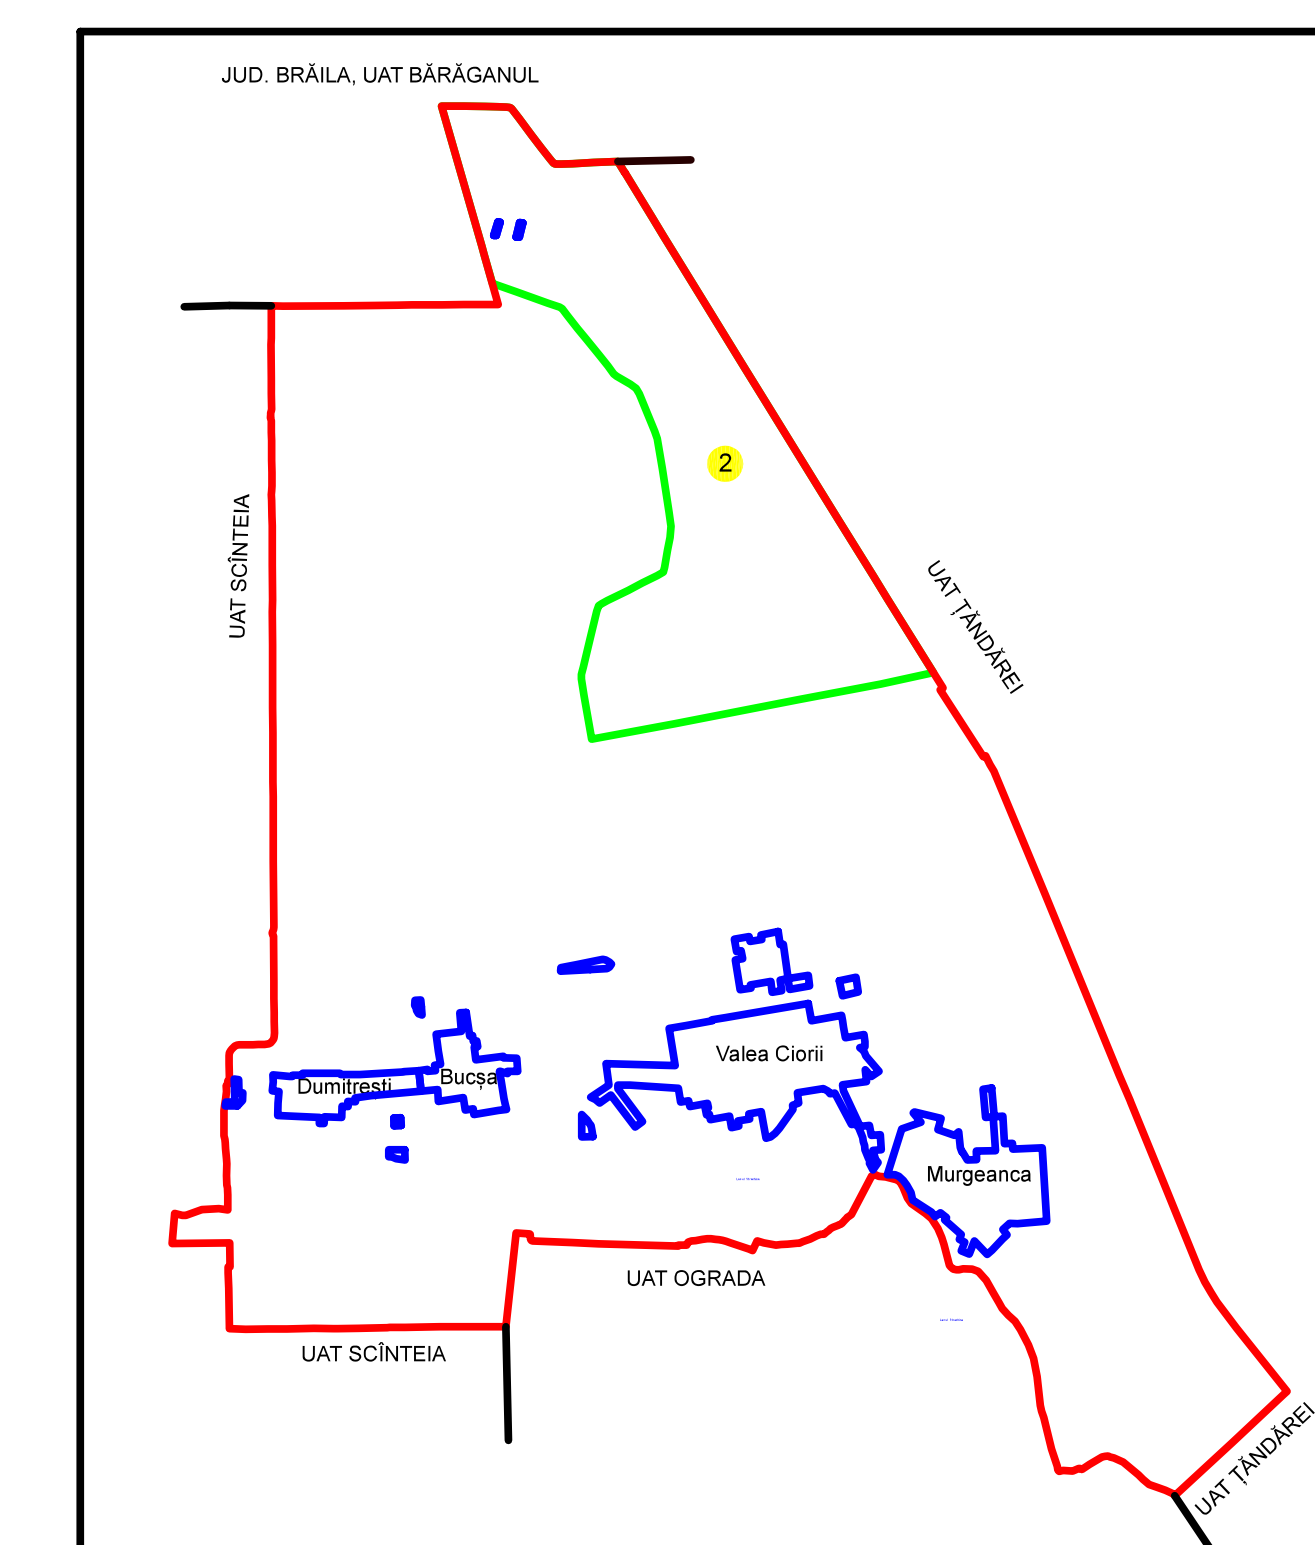 JUD. BRĂILA, UAT BĂRĂGANUL
2
UAT SCÎNTEIA
UAT ȚĂNDĂREI
Valea Ciorii
Bucșa
Dumitrești
Murgeanca
UAT OGRADA
UAT SCÎNTEIA
UAT ȚĂNDĂREI